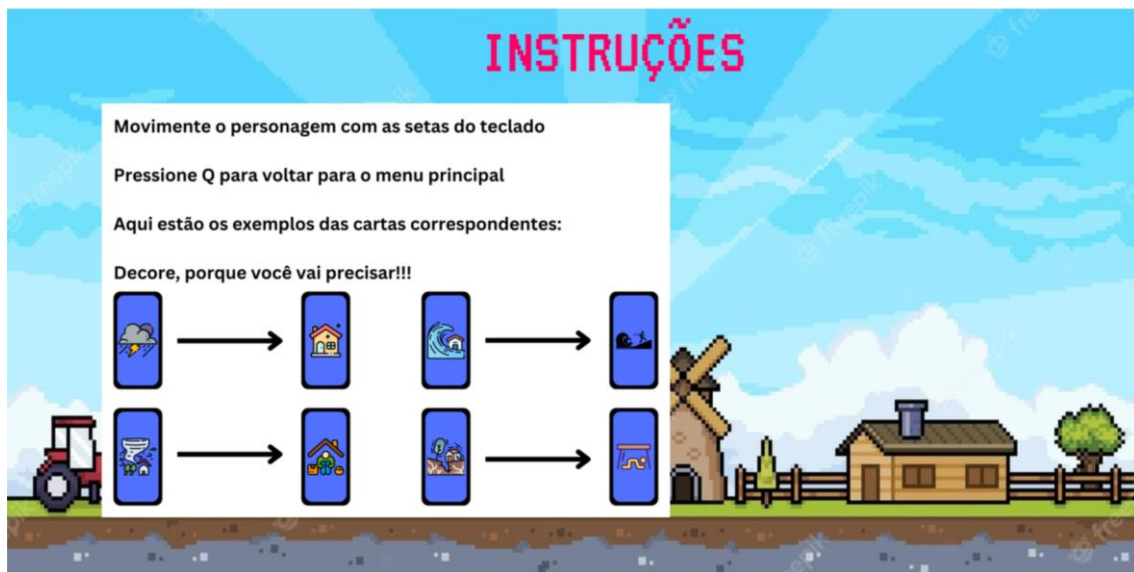 INSTRUÇÕES
Movimente o personagem com as setas do teclado
Pressione Q para voltar para o menu principal
Aqui estão os exemplos das cartas correspondentes:
Decore, porque você vai precisar!!!
freepik